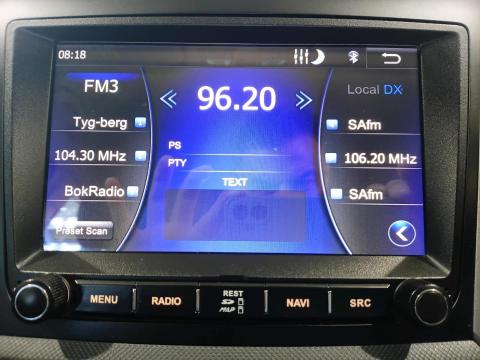 08:18
FM3
96.20
Local DX
Tyg-berg
SAfm
PS
104.30 MHz
106.20 MHz
PTY
TEXT
BokRadio
SAfm
Preset Scan
MENU
RADIO
REST
MAP
NAVI
SRC